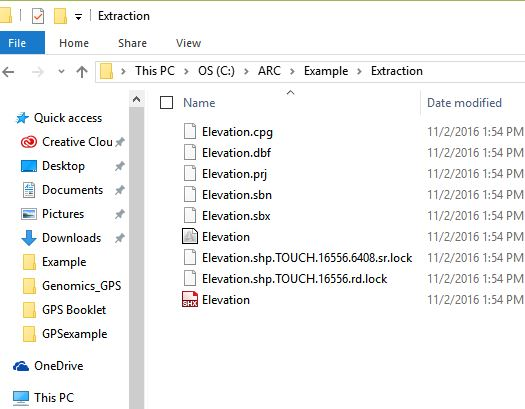 Extraction
File Home Share View
This PC OS (C:) ARC Example Extraction
Name Date modified
Quick access
Creative Clou
Desktop
Documents
Pictures
Downloads
Example
Genomics_GPS
GPS Booklet
GPSexample
OneDrive
This PC
Elevation.cpg 11/2/2016 1:54 PM
Elevation.dbf 11/2/2016 1:54 PM
Elevation.prj 11/2/2016 1:54 PM
Elevation.sbn 11/2/2016 1:54 PM
Elevation.sbx 11/2/2016 1:54 PM
Elevation 11/2/2016 1:54 PM
Elevation.shp.TOUCH.16556.6408.sr.lock 11/2/2016 1:54 PM
Elevation.shp.TOUCH.16556.rd.lock 11/2/2016 1:54 PM
SHX Elevation 11/2/2016 1:54 PM